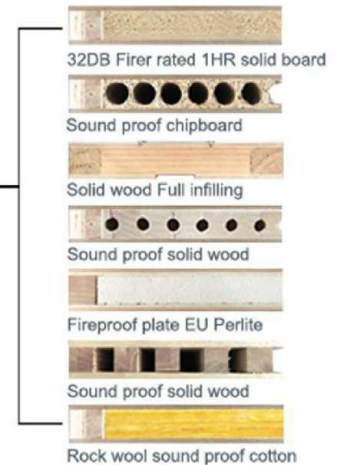 32DB Firer rated 1HR solid board
Sound proof chipboard
Solid wood Full infilling
Sound proof solid wood
Fireproof plate EU Perlite
Sound proof solid wood
Rock wool sound proof cotton